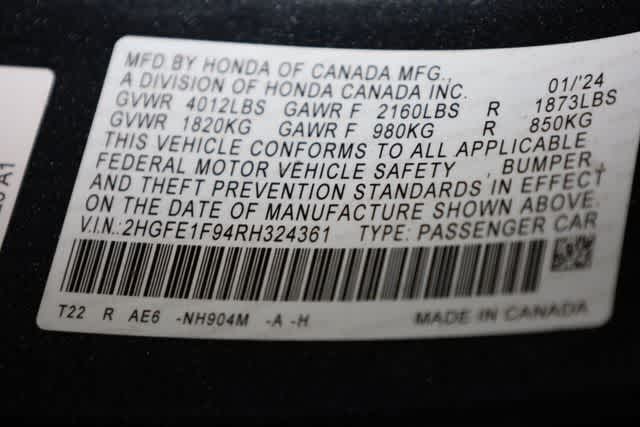 MFD BY HONDA OF CANADA MFG.,
A DIVISION OF HONDA CANADA INC. 01/'24
GVWR 4012LBS GAWR F 2160LBS R 1873LBS
GVWR 1820KG GAWR F 980KG R 850KG
THIS VEHICLE CONFORMS TO ALL APPLICABLE
FEDERAL MOTOR VEHICLE SAFETY , BUMPER,
AND THEFT PREVENTION STANDARDS IN EFFECT
ON THE DATE OF MANUFACTURE SHOWN ABOVE.
V.I.N.:2HGFE1F94RH324361 TYPE: PASSENGER CAR
T22 R AE6 -NH904M -A -H MADE IN CANADA